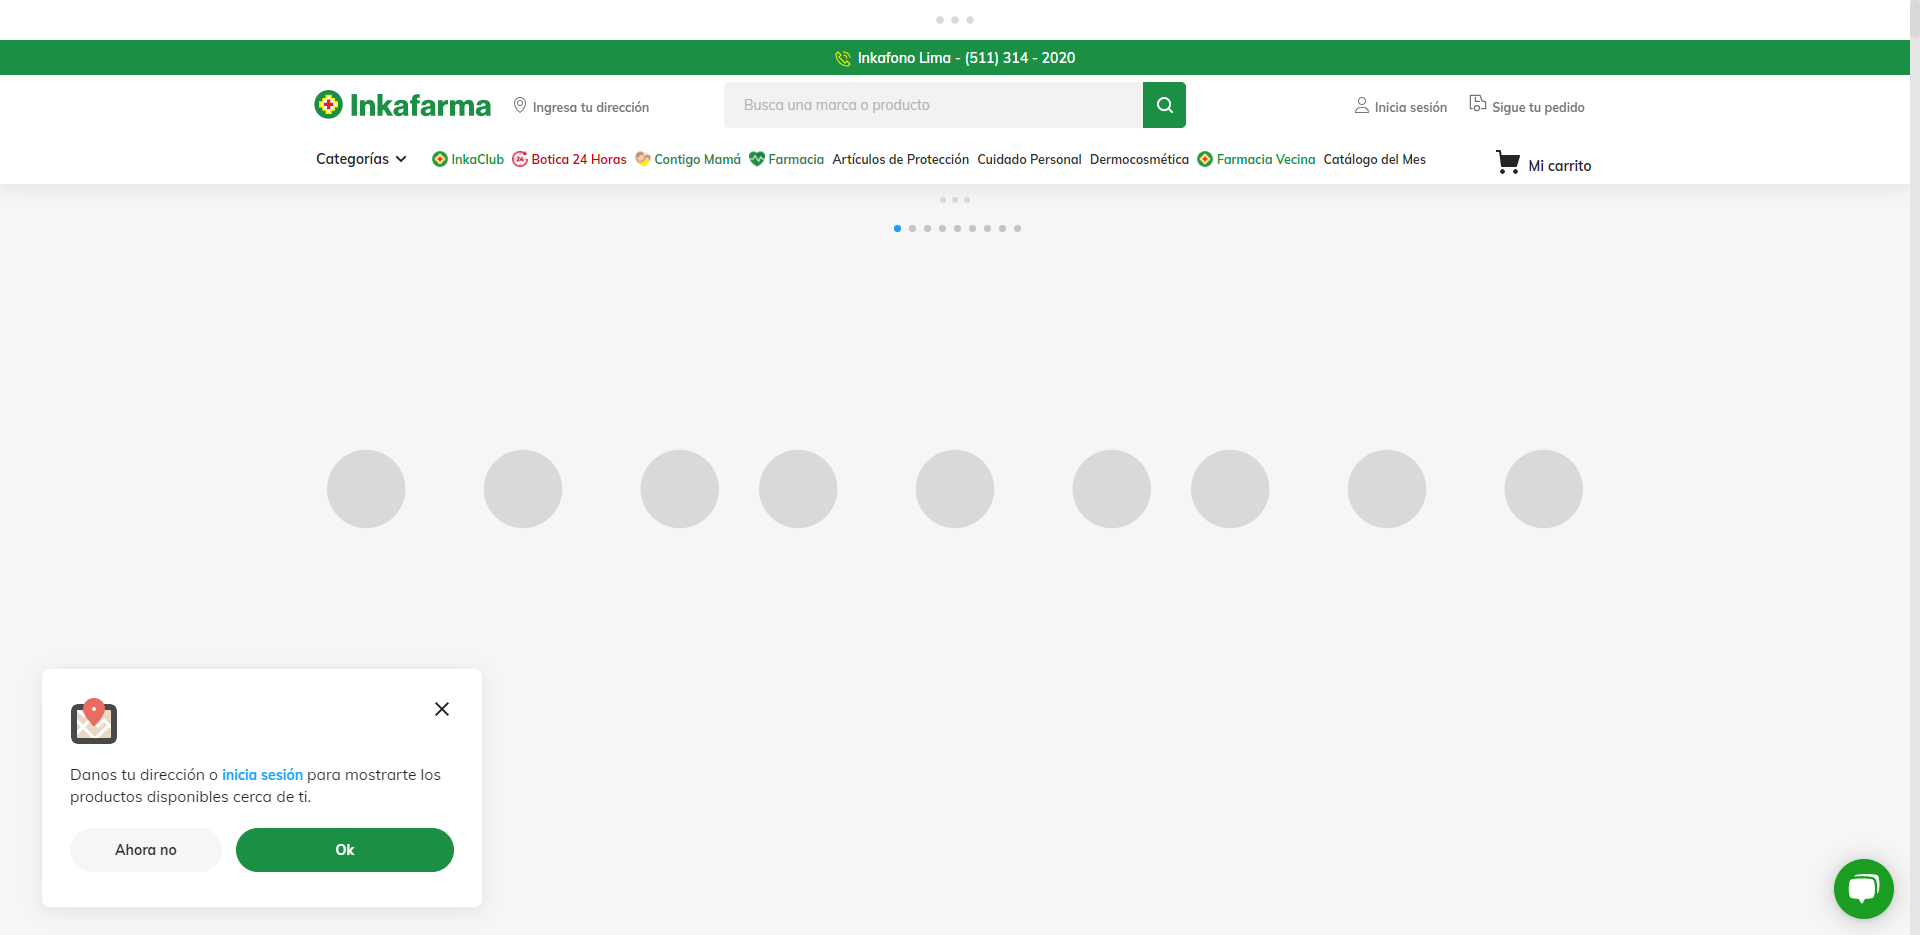 Inkafono Lima - (511) 314 - 2020
Inkafarma
Ingresa tu dirección
Busca una marca o producto
Inicia sesión
Sigue tu pedido
Categorías
InkaClub
Botica 24 Horas
Contigo Mamá
Farmacia
Artículos de Protección
Cuidado Personal
Dermocosmética
Farmacia Vecina
Catálogo del Mes
Mi carrito
Danos tu dirección o inicia sesión para mostrarte los
productos disponibles cerca de ti.
Ahora no
Ok